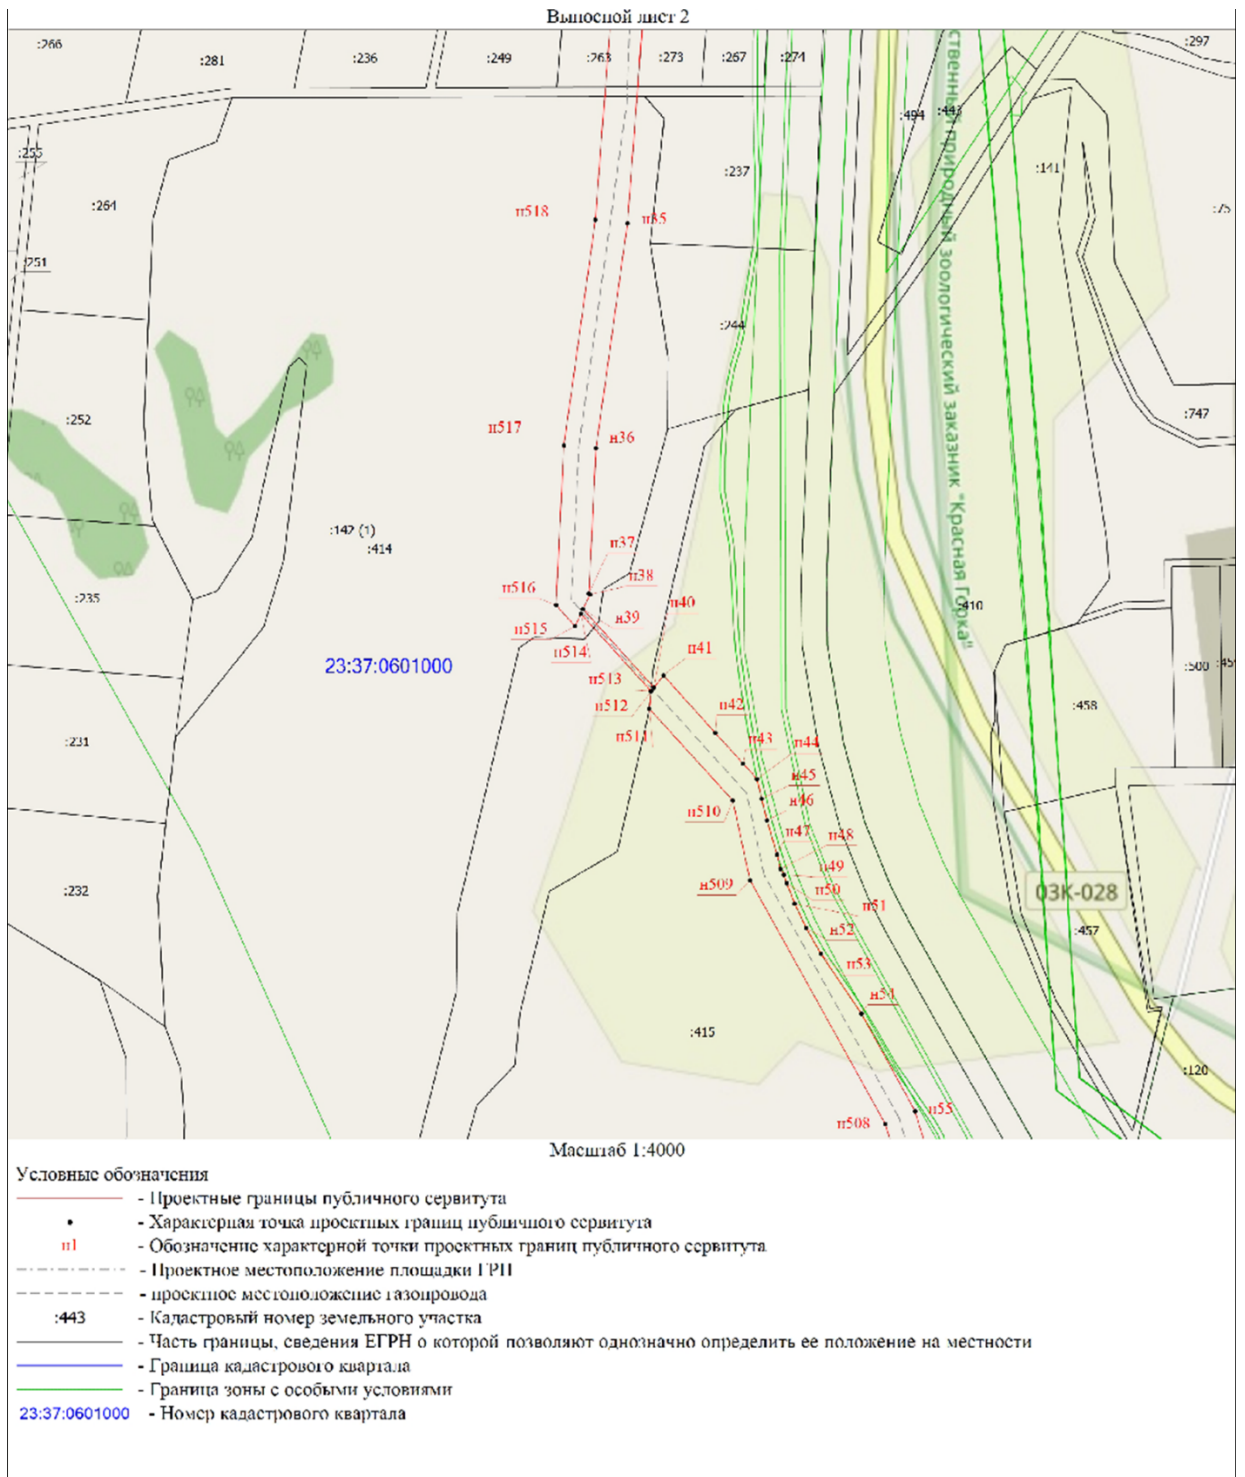 Выносной лист 2
:266
:281
:236
:249
:263
:273
:267
:274
:297
:494
:443
:255
:264
:237
:141
:75
н518
н35
:251
ственный природный зоологический заказник "Красная Горка"
:244
:252
н517
н36
:747
:142 (1)
:414
н37
н38
н516
:235
н40
н39
:410
н515
н514
23:37:0601000
н41
:500
:459
н513
н512
н42
:458
н511
:231
н43
н44
н45
н46
н510
н47
н48
н49
н509
н50
:232
03К-028
н51
н52
:457
н53
н54
:415
:120
н55
н508
Масштаб 1:4000
Условные обозначения
- Проектные границы публичного сервитута
- Характерная точка проектных границ публичного сервитута
н1 - Обозначение характерной точки проектных границ публичного сервитута
- Проектное местоположение площадки ГРП
- проектное местоположение газопровода
:443 - Кадастровый номер земельного участка
- Часть границы, сведения ЕГРН о которой позволяют однозначно определить ее положение на местности
- Граница кадастрового квартала
- Граница зоны с особыми условиями
23:37:0601000 - Номер кадастрового квартала